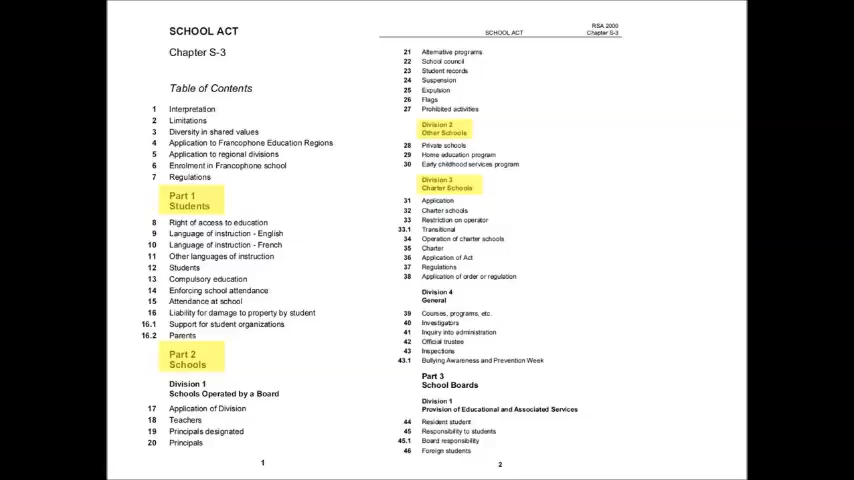 SCHOOL ACT
Chapter S-3
Table of Contents
1 Interpretation
2 Limitations
3 Diversity in shared values
4 Application to Francophone Education Regions
5 Application to regional divisions
6 Enrolment in Francophone school
7 Regulations
Part 1
Students
8 Right of access to education
9 Language of instruction - English
10 Language of instruction - French
11 Other languages of instruction
12 Students
13 Compulsory education
14 Enforcing school attendance
15 Attendance at school
16 Liability for damage to property by student
16.1 Support for student organizations
16.2 Parents
Part 2
Schools
Division 1
Schools Operated by a Board
17 Application of Division
18 Teachers
19 Principals designated
20 Principals
1
RSA 2000
SCHOOL ACT Chapter S-3
21 Alternative programs
22 School council
23 Student records
24 Suspension
25 Expulsion
26 Flags
27 Prohibited activities
Division 2
Other Schools
28 Private schools
29 Home education program
30 Early childhood services program
Division 3
Charter Schools
31 Application
32 Charter schools
33 Restriction on operator
33.1 Transitional
34 Operation of charter schools
35 Charter
36 Application of Act
37 Regulations
38 Application of order or regulation
Division 4
General
39 Courses, programs, etc.
40 Investigators
41 Inquiry into administration
42 Official trustee
43 Inspections
43.1 Bullying Awareness and Prevention Week
Part 3
School Boards
Division 1
Provision of Educational and Associated Services
44 Resident student
45 Responsibility to students
45.1 Board responsibility
46 Foreign students
2